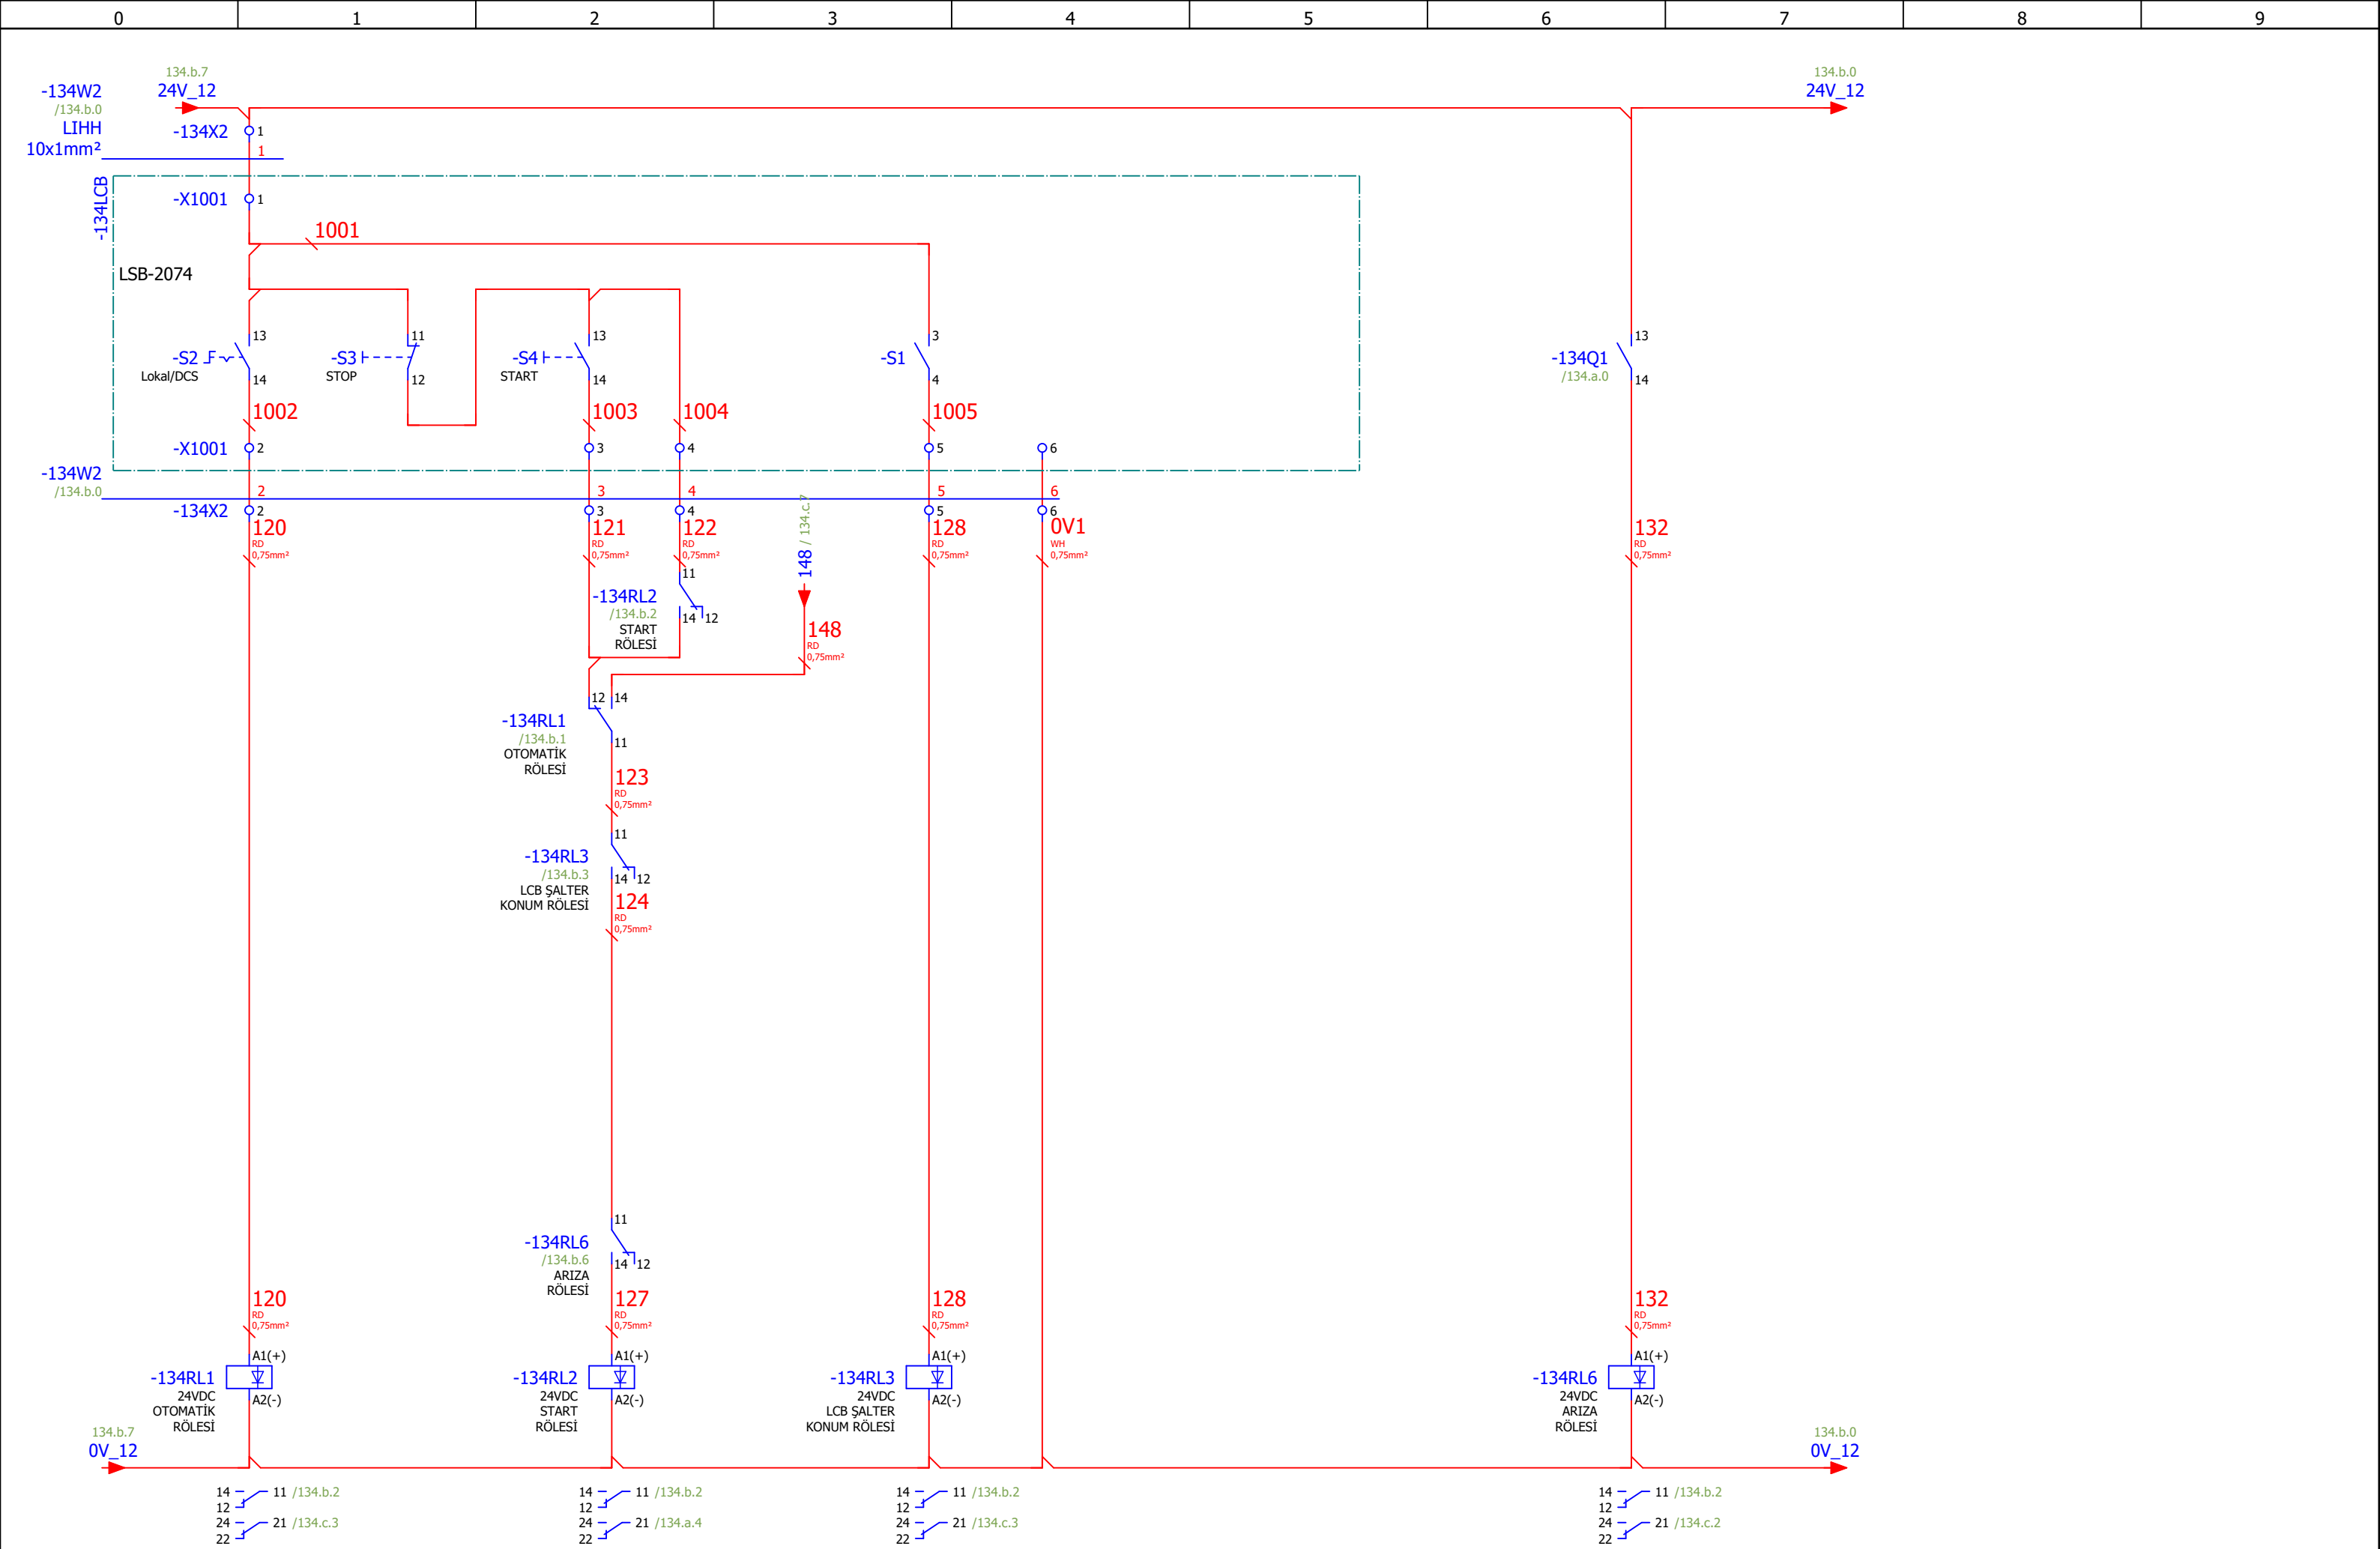 0 1 2 3 4 5 6 7 8 9
134.b.7
24V_12
-134W2
/134.b.0
LIHH
10x1mm²
134.b.0
24V_12
-134X2 1
1
-134LCB
-X1001 1
1001
LSB-2074
13
-S2
Lokal/DCS
14
11
-S3
STOP
12
13
-S4
START
14
3
-S1
4
13
-134Q1
/134.a.0
14
1002
1003
1004
1005
-X1001 2 3 4 5 6
-134W2
/134.b.0
2 3 4 5 6
-134X2 2 3 4 5 6
120
RD
0,75mm²
121
RD
0,75mm²
122
RD
0,75mm²
148 / 134.c.7
128
RD
0,75mm²
0V1
WH
0,75mm²
132
RD
0,75mm²
11
-134RL2
/134.b.2
START
RÖLESİ
14 12
148
RD
0,75mm²
12 14
-134RL1
/134.b.1
OTOMATİK
RÖLESİ
11
123
RD
0,75mm²
11
-134RL3
/134.b.3
LCB ŞALTER
KONUM RÖLESİ
14 12
124
RD
0,75mm²
11
-134RL6
/134.b.6
ARIZA
RÖLESİ
14 12
120
RD
0,75mm²
127
RD
0,75mm²
128
RD
0,75mm²
132
RD
0,75mm²
A1(+)
-134RL1
24VDC
OTOMATİK
RÖLESİ
A2(-)
A1(+)
-134RL2
24VDC
START
RÖLESİ
A2(-)
A1(+)
-134RL3
24VDC
LCB ŞALTER
KONUM RÖLESİ
A2(-)
A1(+)
-134RL6
24VDC
ARIZA
RÖLESİ
A2(-)
134.b.7
0V_12
134.b.0
0V_12
14 11 /134.b.2
12
24 21 /134.c.3
22
14 11 /134.b.2
12
24 21 /134.a.4
22
14 11 /134.b.2
12
24 21 /134.c.3
22
14 11 /134.b.2
12
24 21 /134.c.2
22